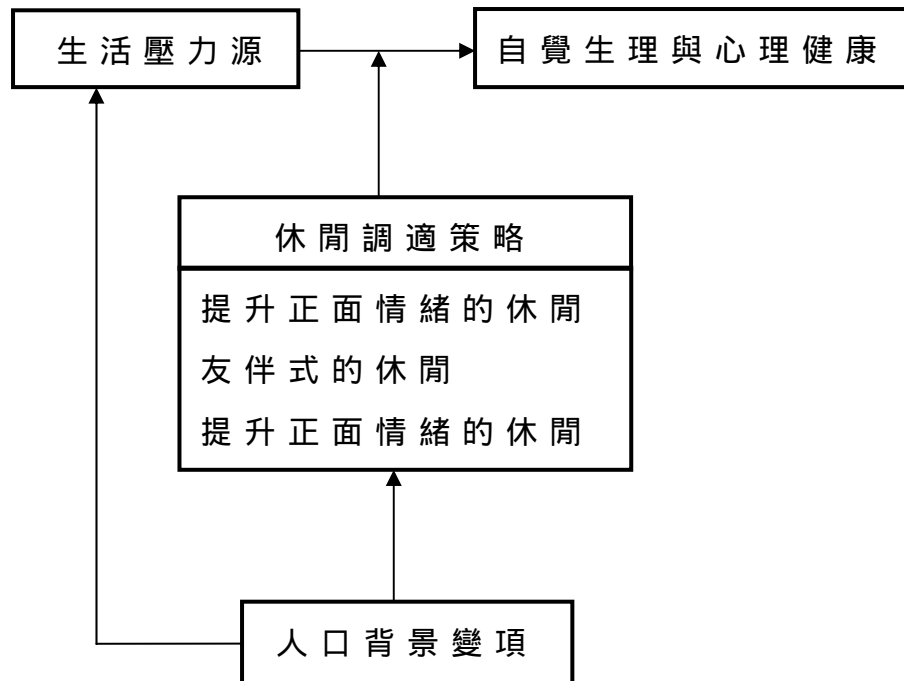 生活壓力源
自覺生理與心理健康
休閒調適策略
提升正面情緒的休閒
友伴式的休閒
提升正面情緒的休閒
人口背景變項